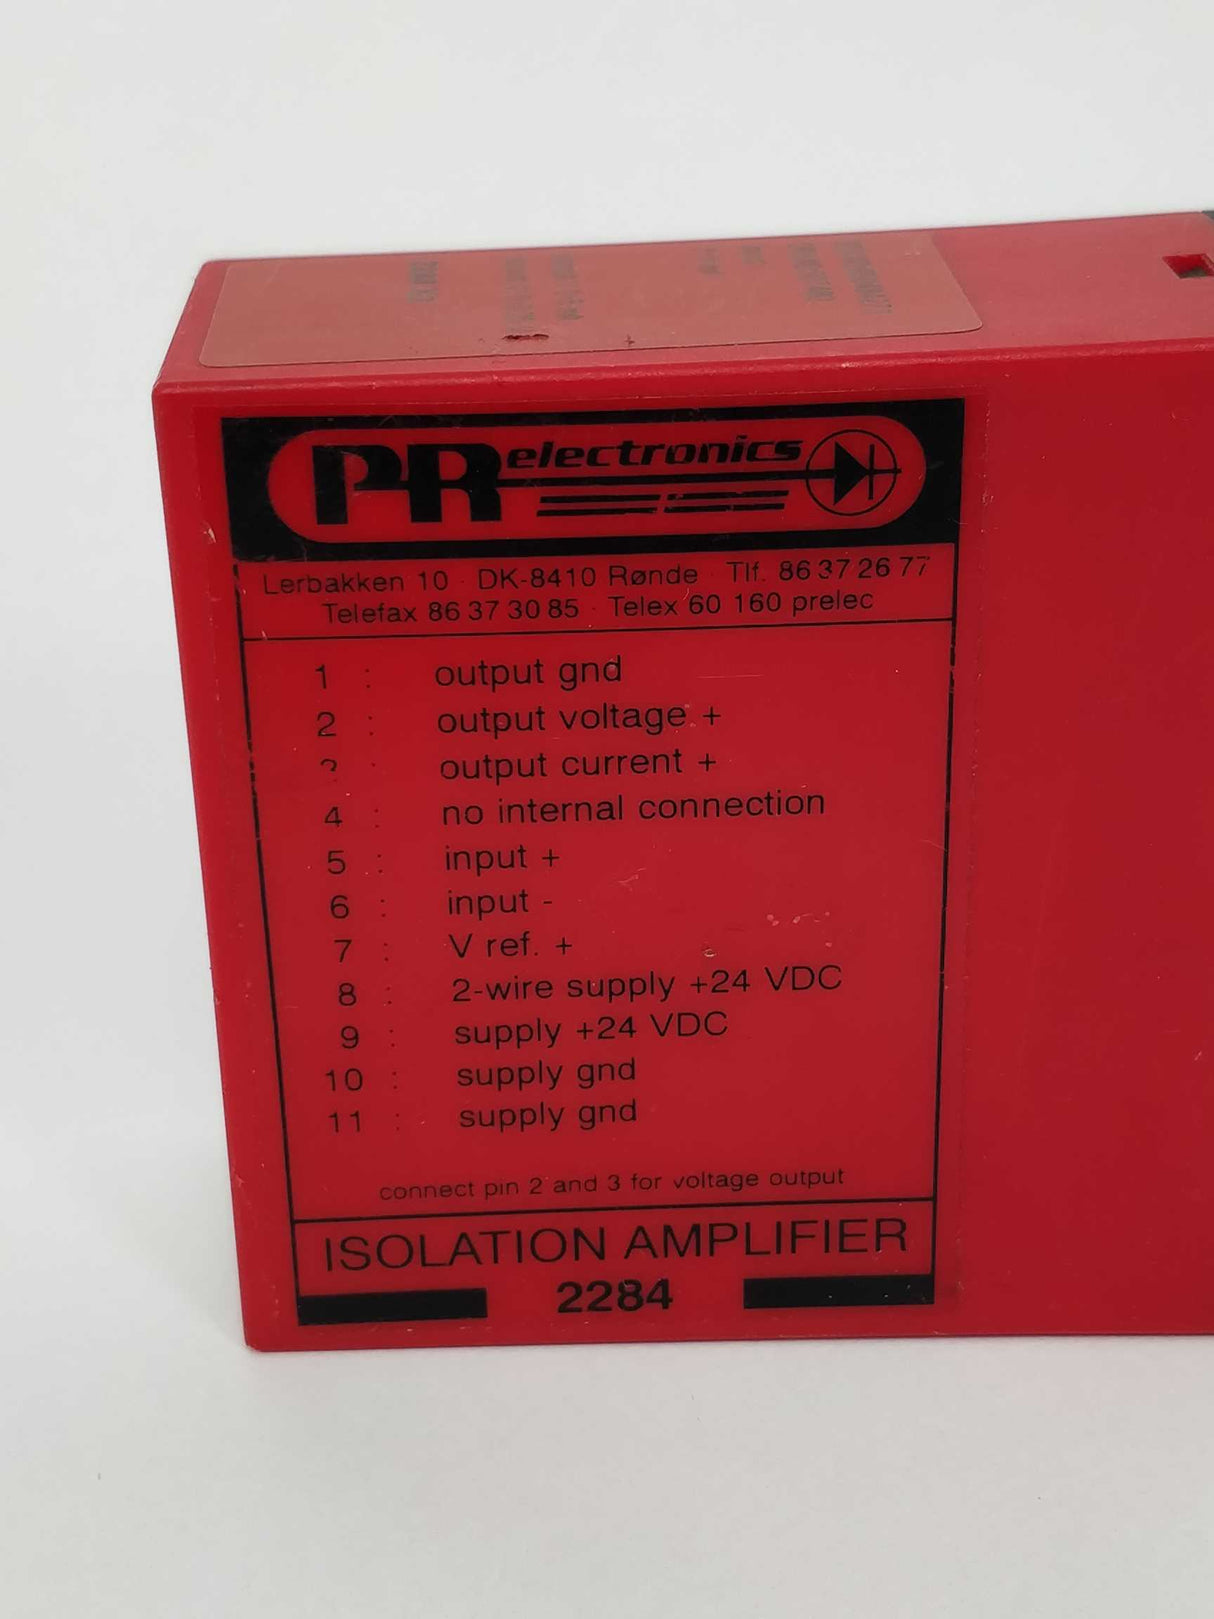 PR electronics
Lerbakken 10 · DK-8410 Rønde · Tlf. 86 37 26 77
Telefax 86 37 30 85 · Telex 60 160 prelec
1 : output gnd
2 : output voltage +
3 : output current +
4 : no internal connection
5 : input +
6 : input -
7 : V ref. +
8 : 2-wire supply +24 VDC
9 : supply +24 VDC
10 : supply gnd
11 : supply gnd
connect pin 2 and 3 for voltage output
ISOLATION AMPLIFIER
2284